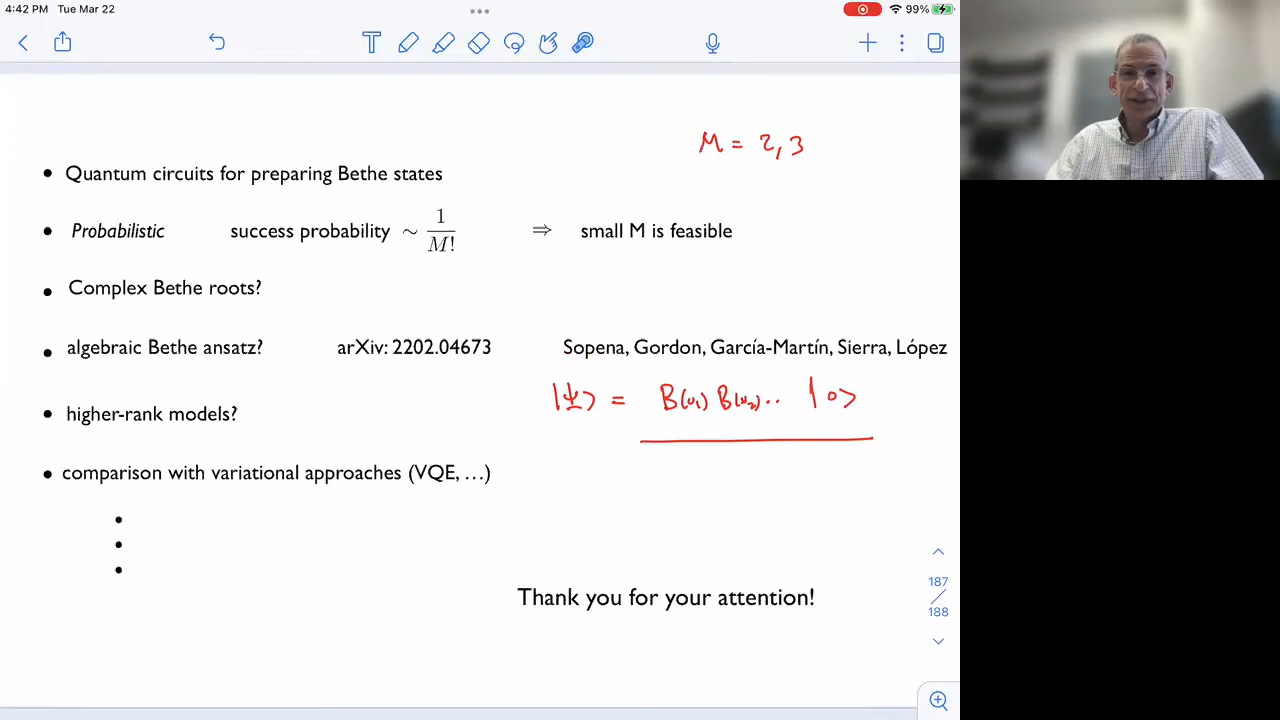 4:42 PM Tue Mar 22
99%
M = 2, 3
• Quantum circuits for preparing Bethe states
• Probabilistic success probability ∼ 1/M! ⇒ small M is feasible
• Complex Bethe roots?
• algebraic Bethe ansatz? arXiv: 2202.04673 Sopena, Gordon, García-Martín, Sierra, López
|Ψ⟩ = B(u₁) B(u₂) ·· |0⟩
• higher-rank models?
• comparison with variational approaches (VQE, …)
•
•
•
187
/
188
Thank you for your attention!